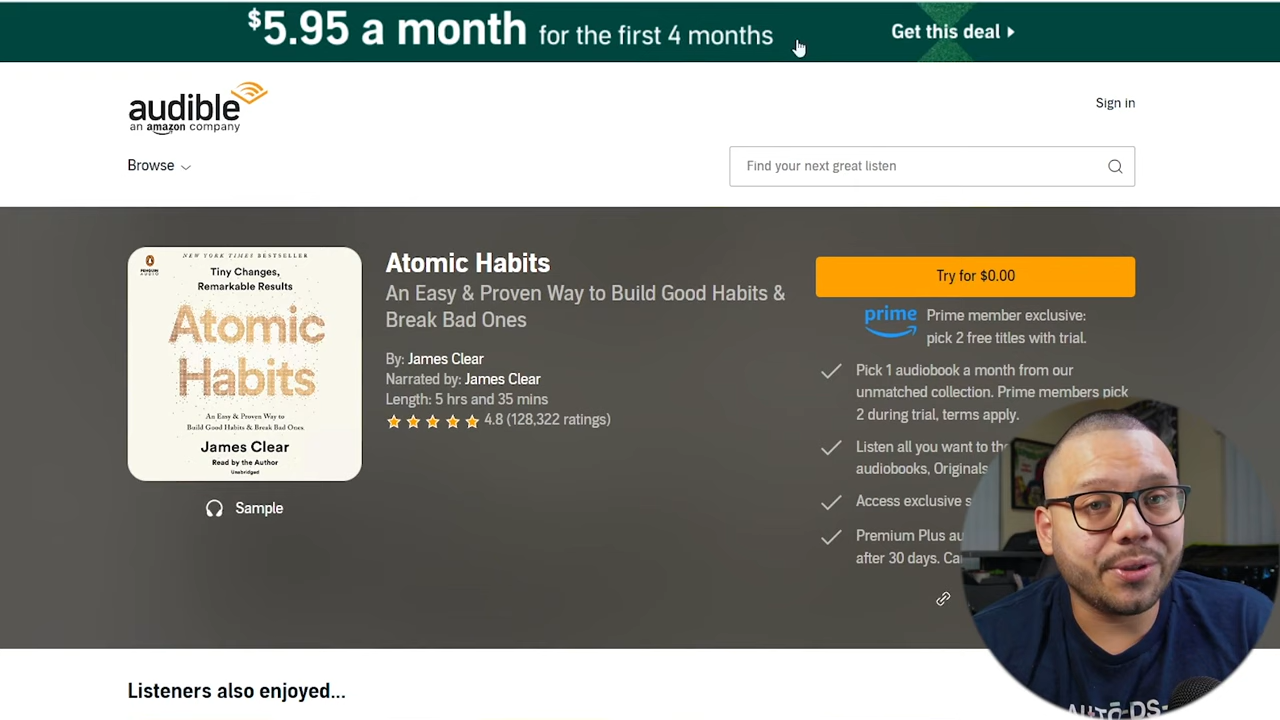 $5.95 a month for the first 4 months
Get this deal
audible
an amazon company
Sign in
Browse
Find your next great listen
PENGUIN
AUDIO
NEW YORK TIMES BESTSELLER
Tiny Changes,
Remarkable Results
Atomic
Habits
An Easy & Proven Way to
Build Good Habits & Break Bad Ones
James Clear
Read by the Author
Unabridged
Sample
Atomic Habits
An Easy & Proven Way to Build Good Habits &
Break Bad Ones
By: James Clear
Narrated by: James Clear
Length: 5 hrs and 35 mins
4.8 (128,322 ratings)
Try for $0.00
prime
Prime member exclusive:
pick 2 free titles with trial.
Pick 1 audiobook a month from our
unmatched collection. Prime members pick
2 during trial, terms apply.
Listen all you want to
audiobooks, Originals
Access exclusive
Premium Plus
after 30 days.
Listeners also enjoyed...
AUTO-DS